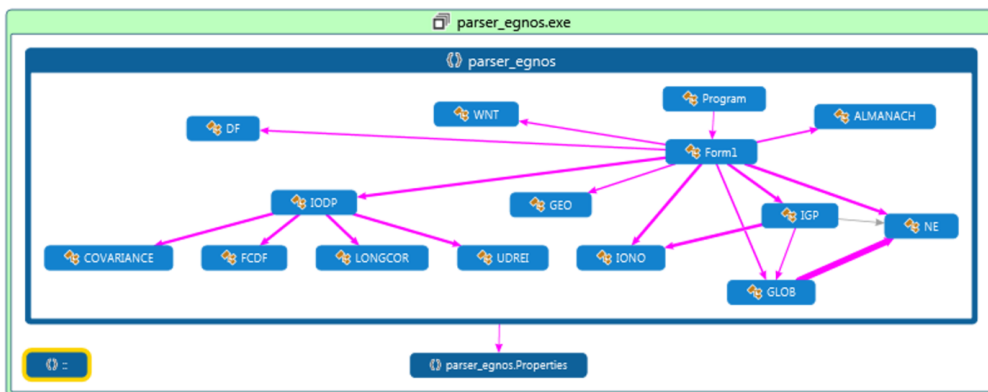 parser_egnos.exe
parser_egnos
Program
WNT
ALMANACH
DF
Form1
IODP
GEO
IGP
NE
COVARIANCE
FCDF
LONGCOR
UDREI
IONO
GLOB
::
parser_egnos.Properties